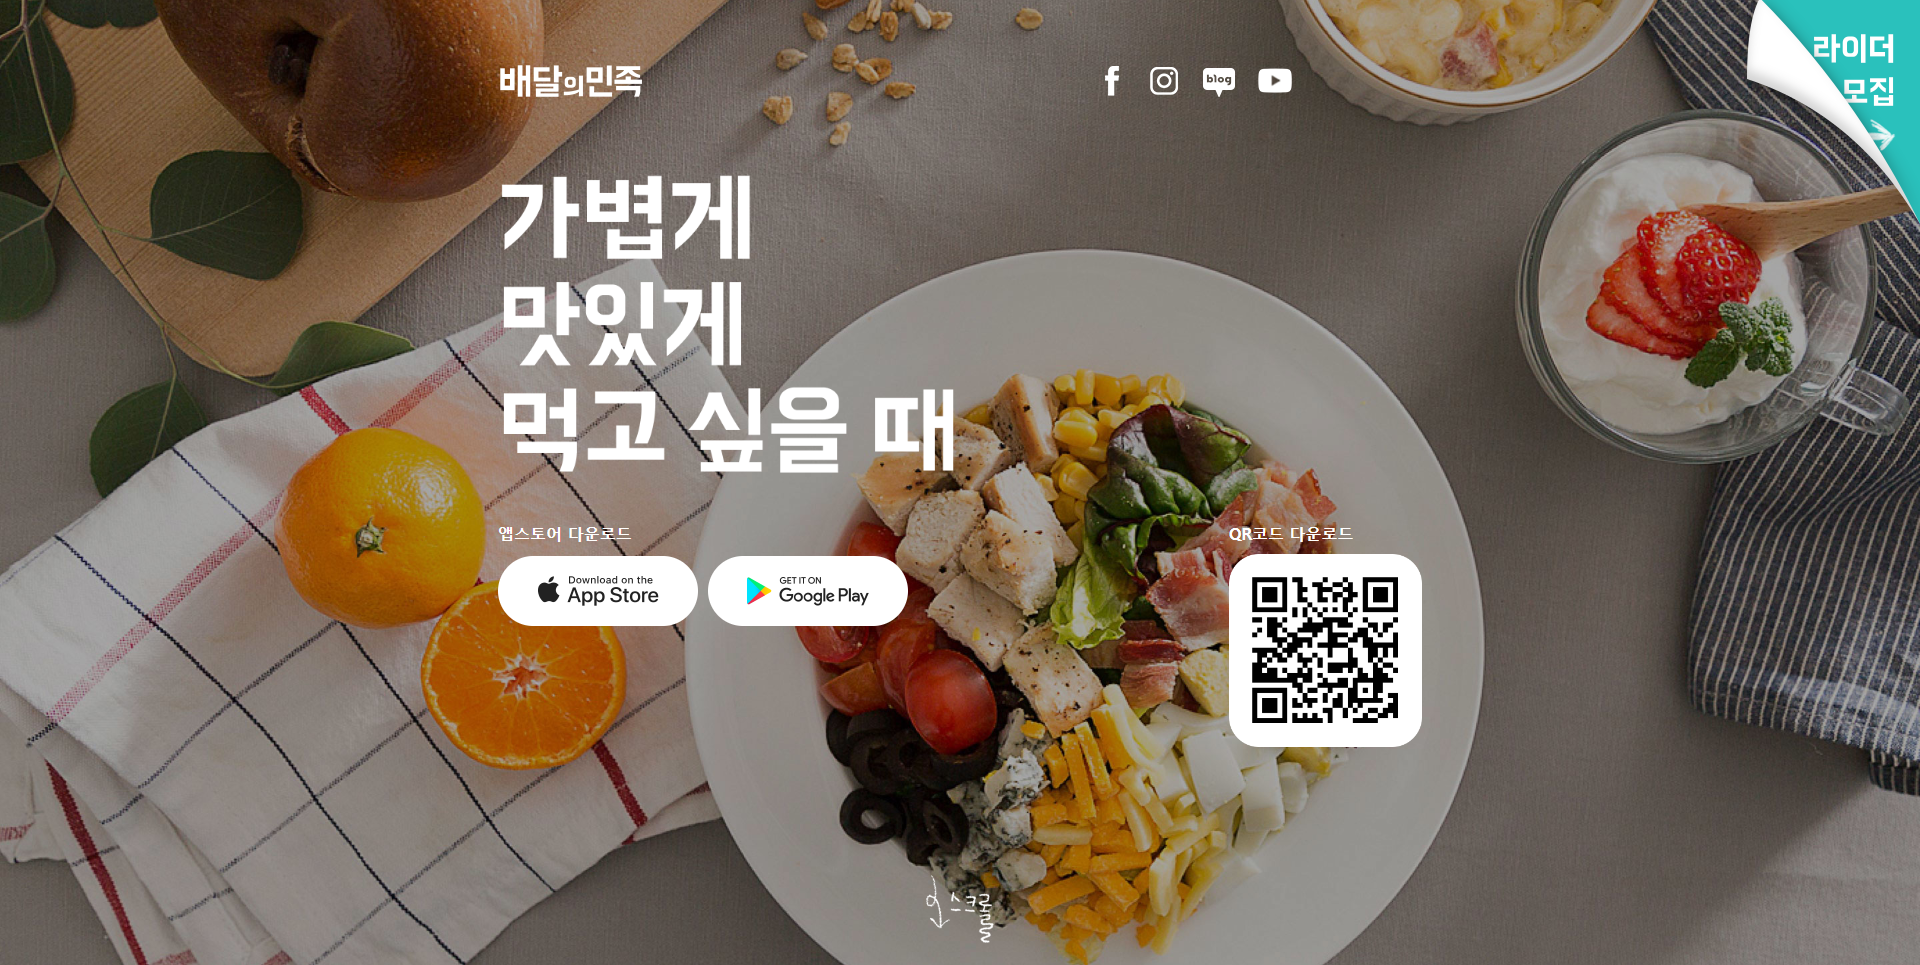 배달의민족
blog
라이더
모집
가볍게
맛있게
먹고 싶을 때
앱스토어 다운로드
Download on the
App Store
GET IT ON
Google Play
QR코드 다운로드
스크롤